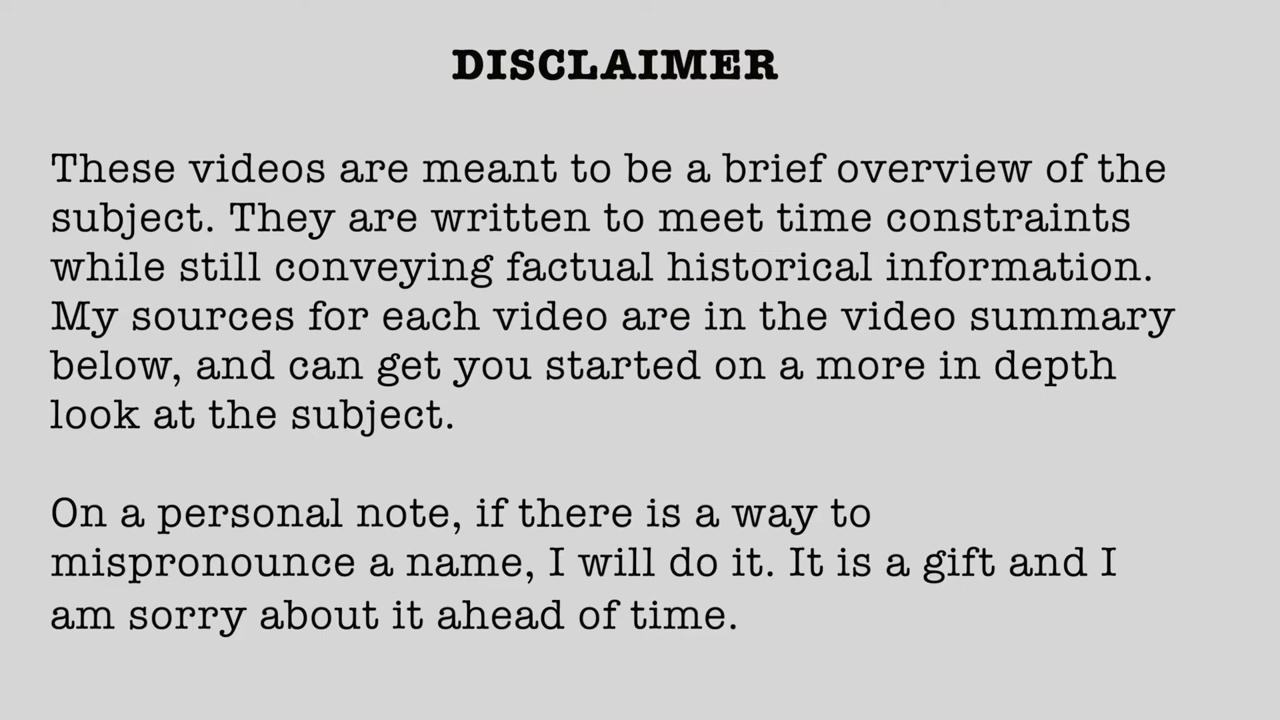 DISCLAIMER
These videos are meant to be a brief overview of the
subject. They are written to meet time constraints
while still conveying factual historical information.
My sources for each video are in the video summary
below, and can get you started on a more in depth
look at the subject.
On a personal note, if there is a way to
mispronounce a name, I will do it. It is a gift and I
am sorry about it ahead of time.